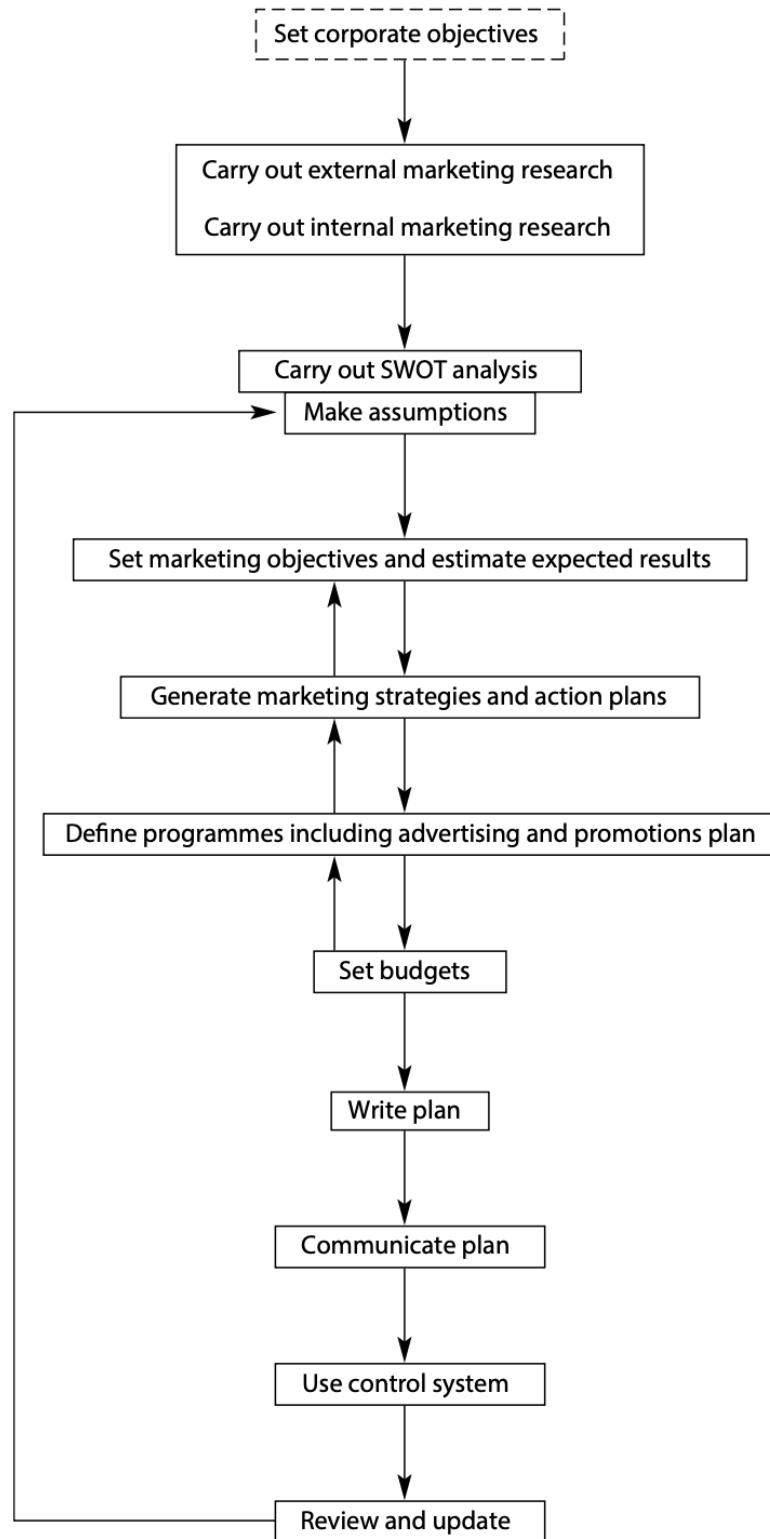 Set corporate objectives
Carry out external marketing research
Carry out internal marketing research
Carry out SWOT analysis
Make assumptions
Set marketing objectives and estimate expected results
Generate marketing strategies and action plans
Define programmes including advertising and promotions plan
Set budgets
Write plan
Communicate plan
Use control system
Review and update